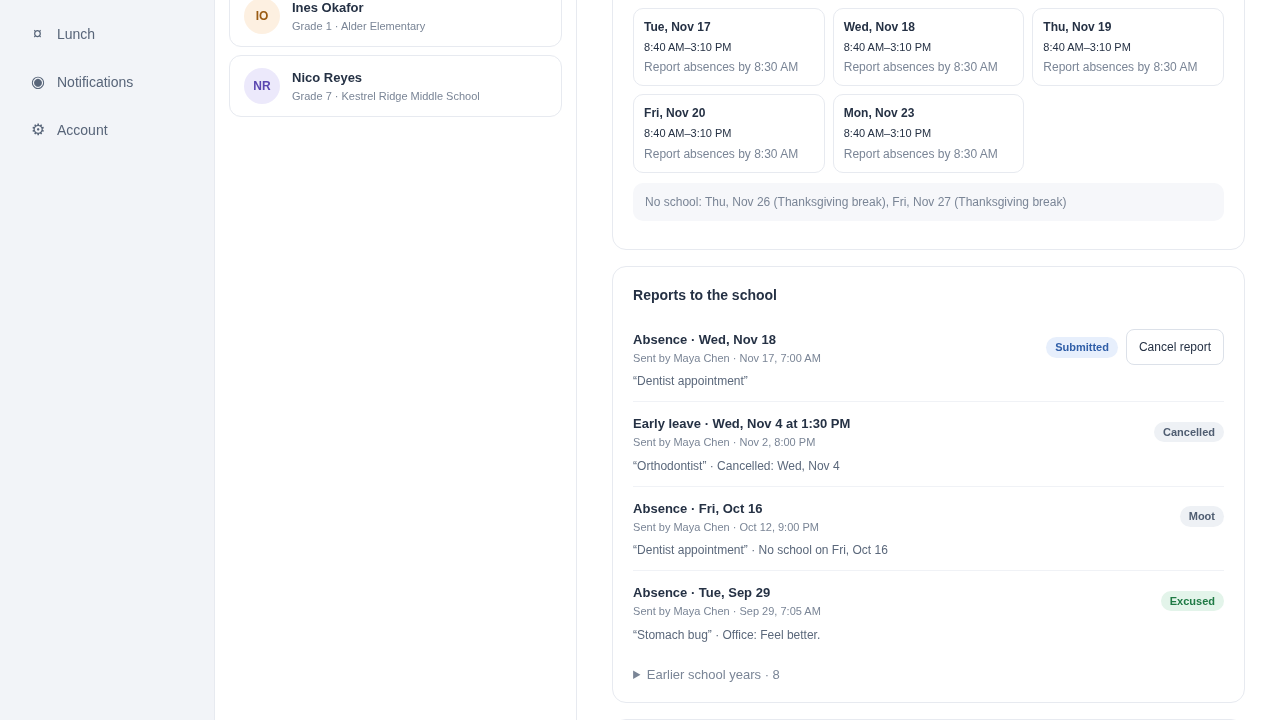 ¤ Lunch
◉ Notifications
⚙ Account
IO
Ines Okafor
Grade 1 · Alder Elementary
NR
Nico Reyes
Grade 7 · Kestrel Ridge Middle School
Tue, Nov 17
8:40 AM–3:10 PM
Report absences by 8:30 AM
Wed, Nov 18
8:40 AM–3:10 PM
Report absences by 8:30 AM
Thu, Nov 19
8:40 AM–3:10 PM
Report absences by 8:30 AM
Fri, Nov 20
8:40 AM–3:10 PM
Report absences by 8:30 AM
Mon, Nov 23
8:40 AM–3:10 PM
Report absences by 8:30 AM
No school: Thu, Nov 26 (Thanksgiving break), Fri, Nov 27 (Thanksgiving break)
Reports to the school
Absence · Wed, Nov 18
Sent by Maya Chen · Nov 17, 7:00 AM
“Dentist appointment”
Submitted
Cancel report
Early leave · Wed, Nov 4 at 1:30 PM
Sent by Maya Chen · Nov 2, 8:00 PM
“Orthodontist” · Cancelled: Wed, Nov 4
Cancelled
Absence · Fri, Oct 16
Sent by Maya Chen · Oct 12, 9:00 PM
“Dentist appointment” · No school on Fri, Oct 16
Moot
Absence · Tue, Sep 29
Sent by Maya Chen · Sep 29, 7:05 AM
“Stomach bug” · Office: Feel better.
Excused
▶ Earlier school years · 8